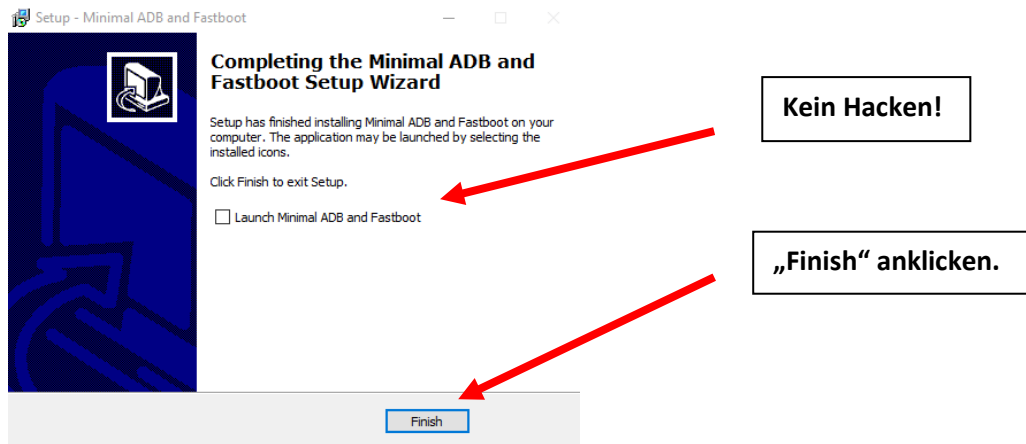 Setup - Minimal ADB and Fastboot
Completing the Minimal ADB and
Fastboot Setup Wizard
Setup has finished installing Minimal ADB and Fastboot on your
computer. The application may be launched by selecting the
installed icons.
Click Finish to exit Setup.
Launch Minimal ADB and Fastboot
Kein Hacken!
„Finish“ anklicken.
Finish